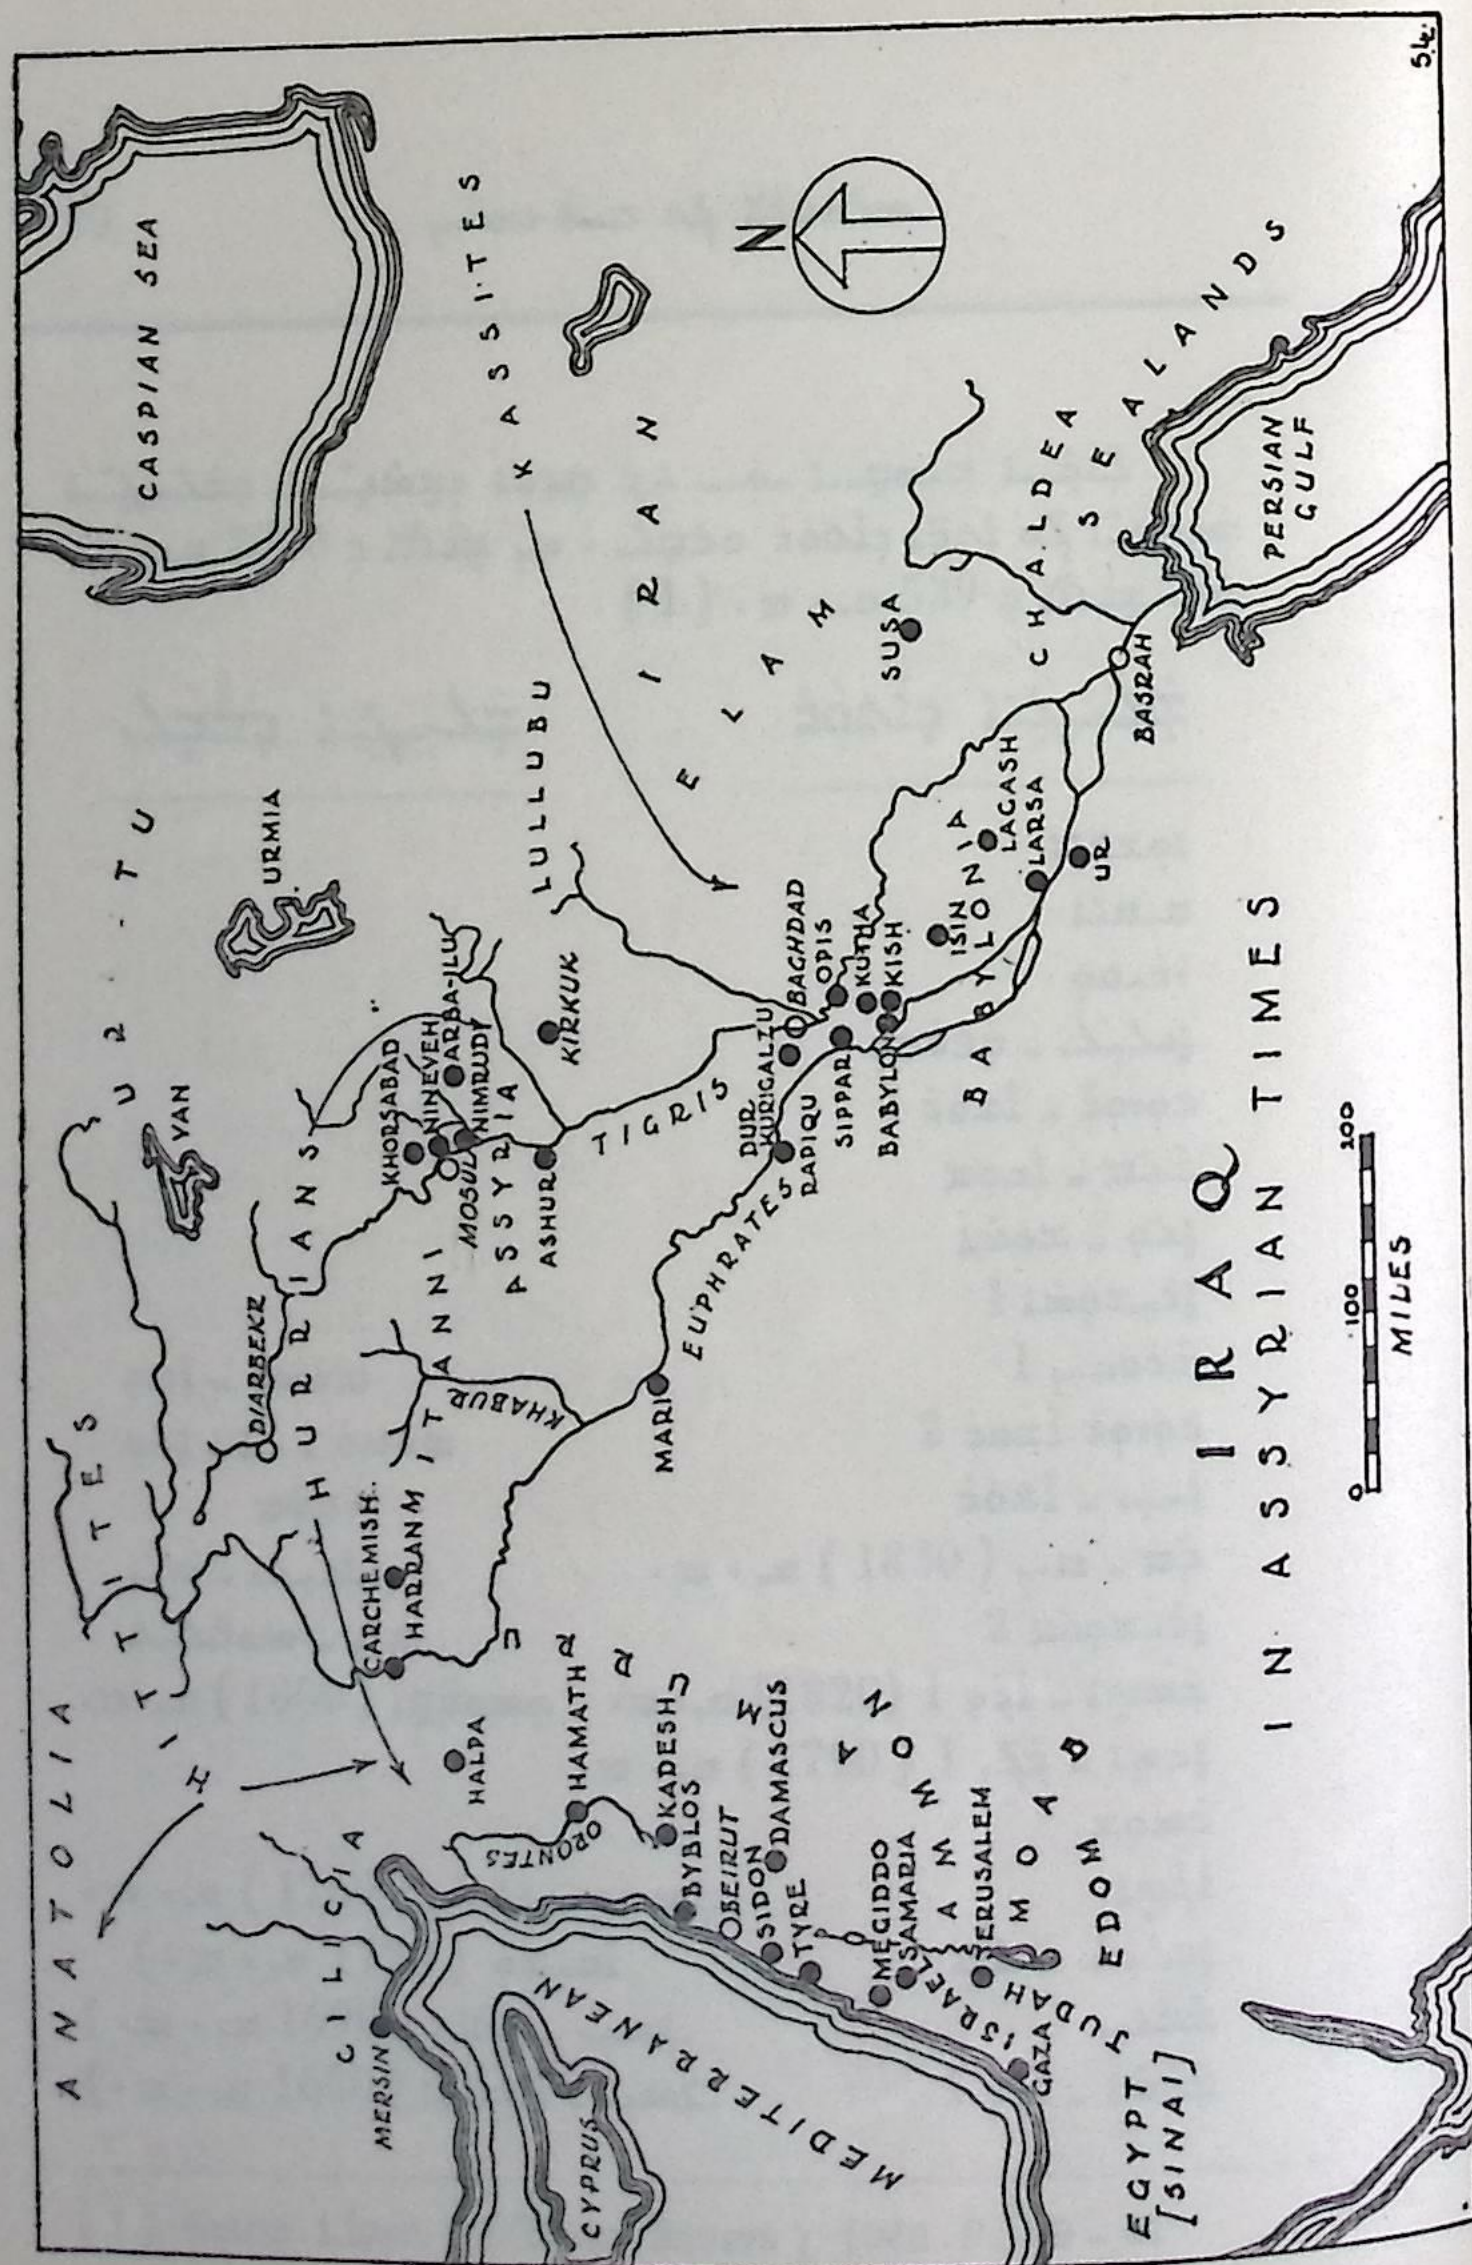 ANATOLIA
HITTITES
UR.TU
CASPIAN SEA
VAN
URMIA
DIARBEKR
HURRIANS
CILICIA
MERSIN
CARCHEMISH
HARRAN
MITANNI
KHABUR
KHORSABAD
NINEVEH
MOSUL
NIMRUD
ARBA-ILU
ASSYRIA
ASHUR
KIRKUK
LULLUBU
KASSITES
IRAN
ELAM
N
HALPA
HAMATH
ORONTES
KADESH
AMURRU
BYBLOS
BEIRUT
SIDON
DAMASCUS
TYRE
CYPRUS
MEDITERRANEAN
MARI
EUPHRATES
TIGRIS
DUR
KURIGALZU
RAPIQU
BAGHDAD
OPIS
SIPPAR
KUTHA
BABYLON
KISH
ISIN
BABYLONIA
LAGASH
LARSA
UR
SUSA
CHALDEA
SEALANDS
BASRAH
PERSIAN
GULF
MEGIDDO
SAMARIA
ISRAEL
AMMON
JERUSALEM
JUDAH
MOAB
GAZA
EDOM
EGYPT
[SINAI]
IRAQ
IN ASSYRIAN TIMES
0 100 200
MILES